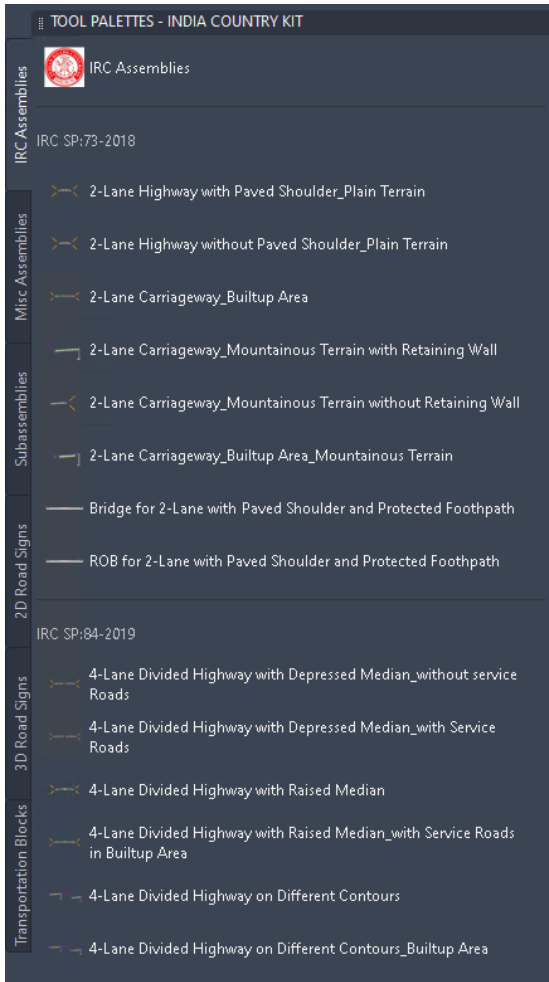 TOOL PALETTES - INDIA COUNTRY KIT
IRC Assemblies
Misc Assemblies
Subassemblies
2D Road Signs
3D Road Signs
Transportation Blocks
IRC Assemblies
IRC SP:73-2018
2-Lane Highway with Paved Shoulder_Plain Terrain
2-Lane Highway without Paved Shoulder_Plain Terrain
2-Lane Carriageway_Builtup Area
2-Lane Carriageway_Mountainous Terrain with Retaining Wall
2-Lane Carriageway_Mountainous Terrain without Retaining Wall
2-Lane Carriageway_Builtup Area_Mountainous Terrain
Bridge for 2-Lane with Paved Shoulder and Protected Foothpath
ROB for 2-Lane with Paved Shoulder and Protected Foothpath
IRC SP:84-2019
4-Lane Divided Highway with Depressed Median_without service
Roads
4-Lane Divided Highway with Depressed Median_with Service
Roads
4-Lane Divided Highway with Raised Median
4-Lane Divided Highway with Raised Median_with Service Roads
in Builtup Area
4-Lane Divided Highway on Different Contours
4-Lane Divided Highway on Different Contours_Builtup Area